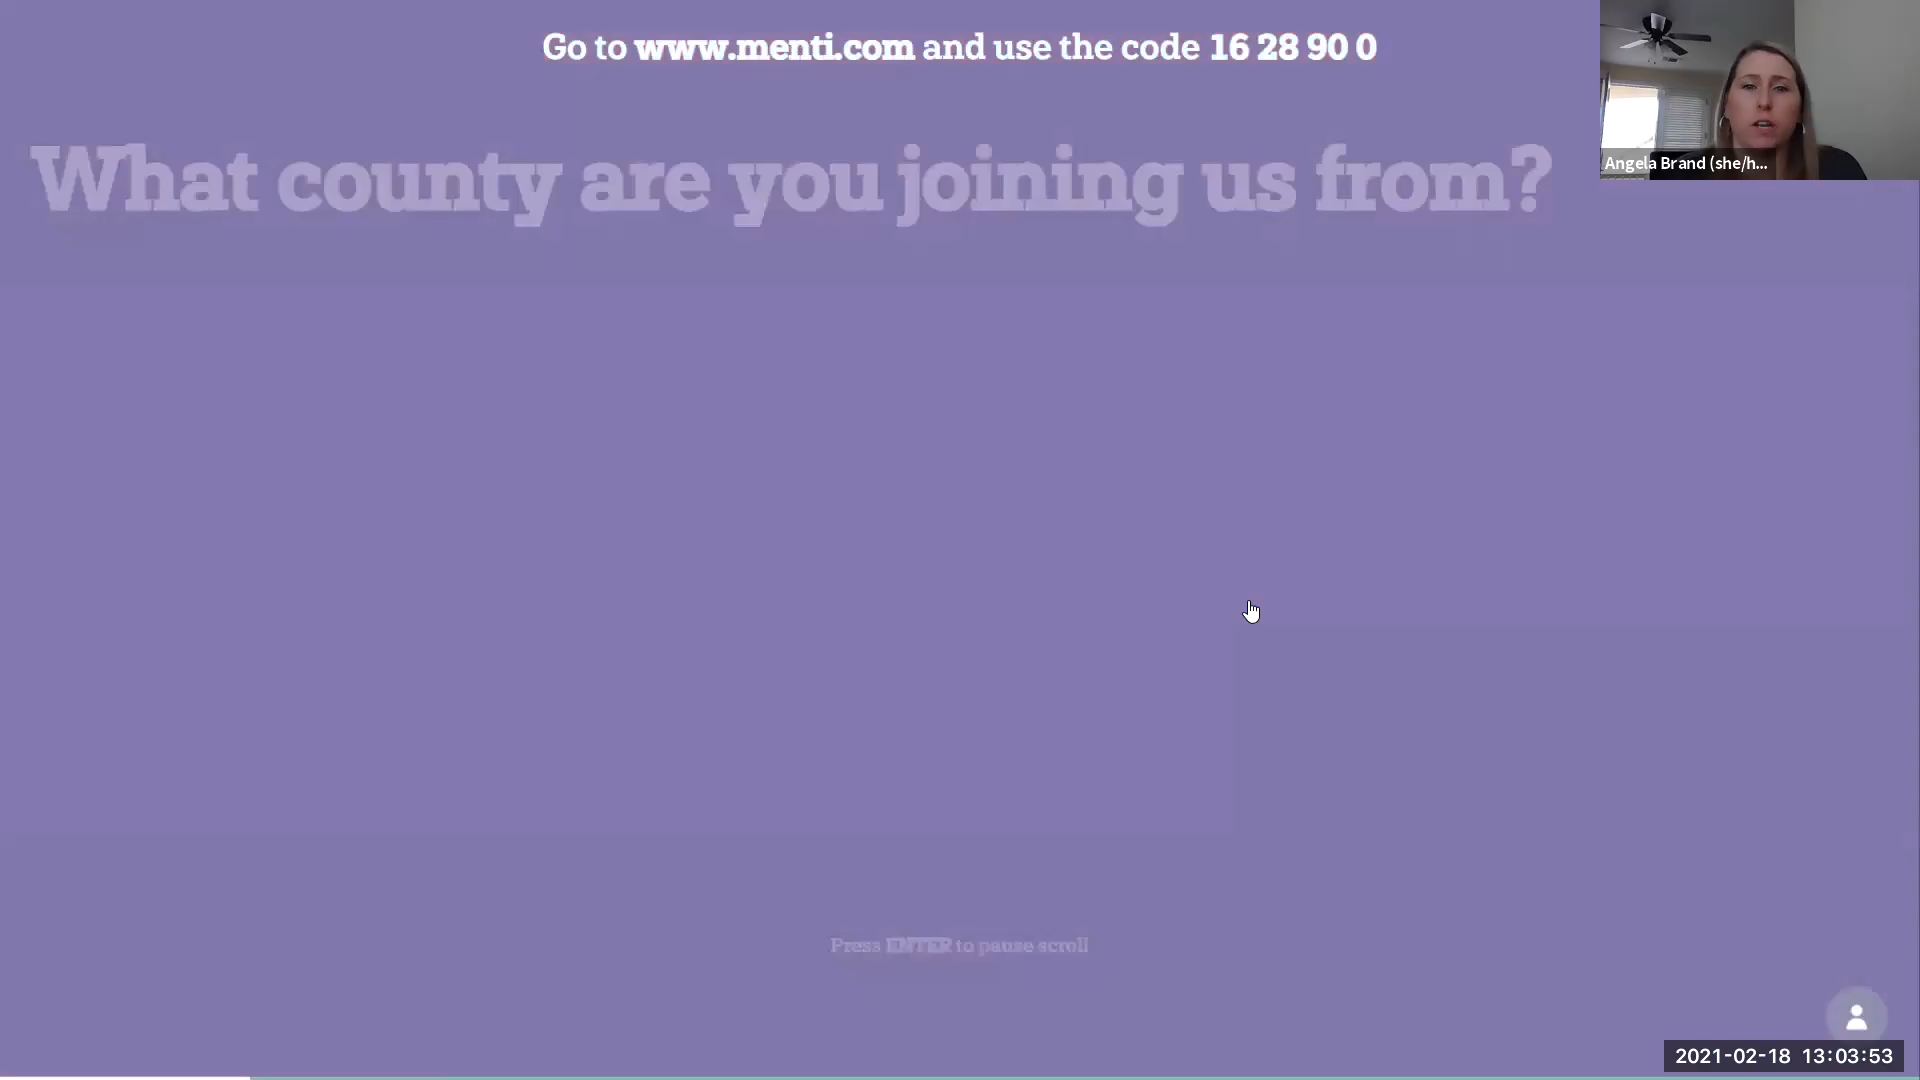 Go to www.menti.com and use the code 16 28 90 0
What county are you joining us from?
Angela Brand (she/h...
Press ENTER to pause scroll
2021-02-18 13:03:53